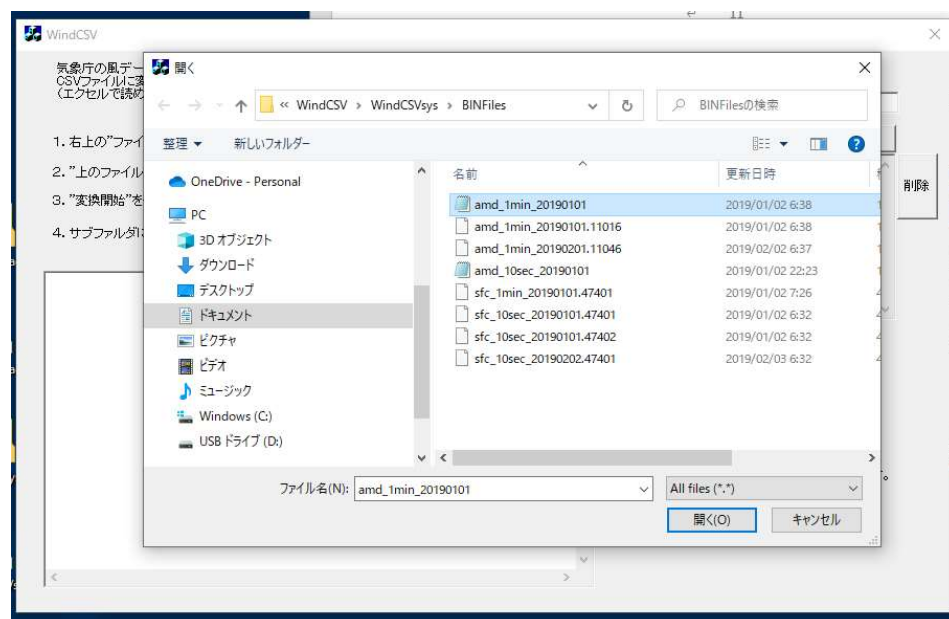 WindCSV
気象庁の風デー
CSVファイルに変
(エクセルで読め
1. 右上の"ファイ
2. "上のファイル
3. "変換開始"を
4. サブファルダに
削除
開く
« WindCSV › WindCSVsys › BINFiles
BINFilesの検索
整理
新しいフォルダー
OneDrive - Personal
PC
3D オブジェクト
ダウンロード
デスクトップ
ドキュメント
ピクチャ
ビデオ
ミュージック
Windows (C:)
USB ドライブ (D:)
名前 更新日時
amd_1min_20190101 2019/01/02 6:38
amd_1min_20190101.11016 2019/01/02 6:38
amd_1min_20190201.11046 2019/02/02 6:37
amd_10sec_20190101 2019/01/02 22:23
sfc_1min_20190101.47401 2019/01/02 7:26
sfc_10sec_20190101.47401 2019/01/02 6:32
sfc_10sec_20190101.47402 2019/01/02 6:32
sfc_10sec_20190202.47401 2019/02/03 6:32
ファイル名(N): amd_1min_20190101
All files (*.*)
開く(O) キャンセル